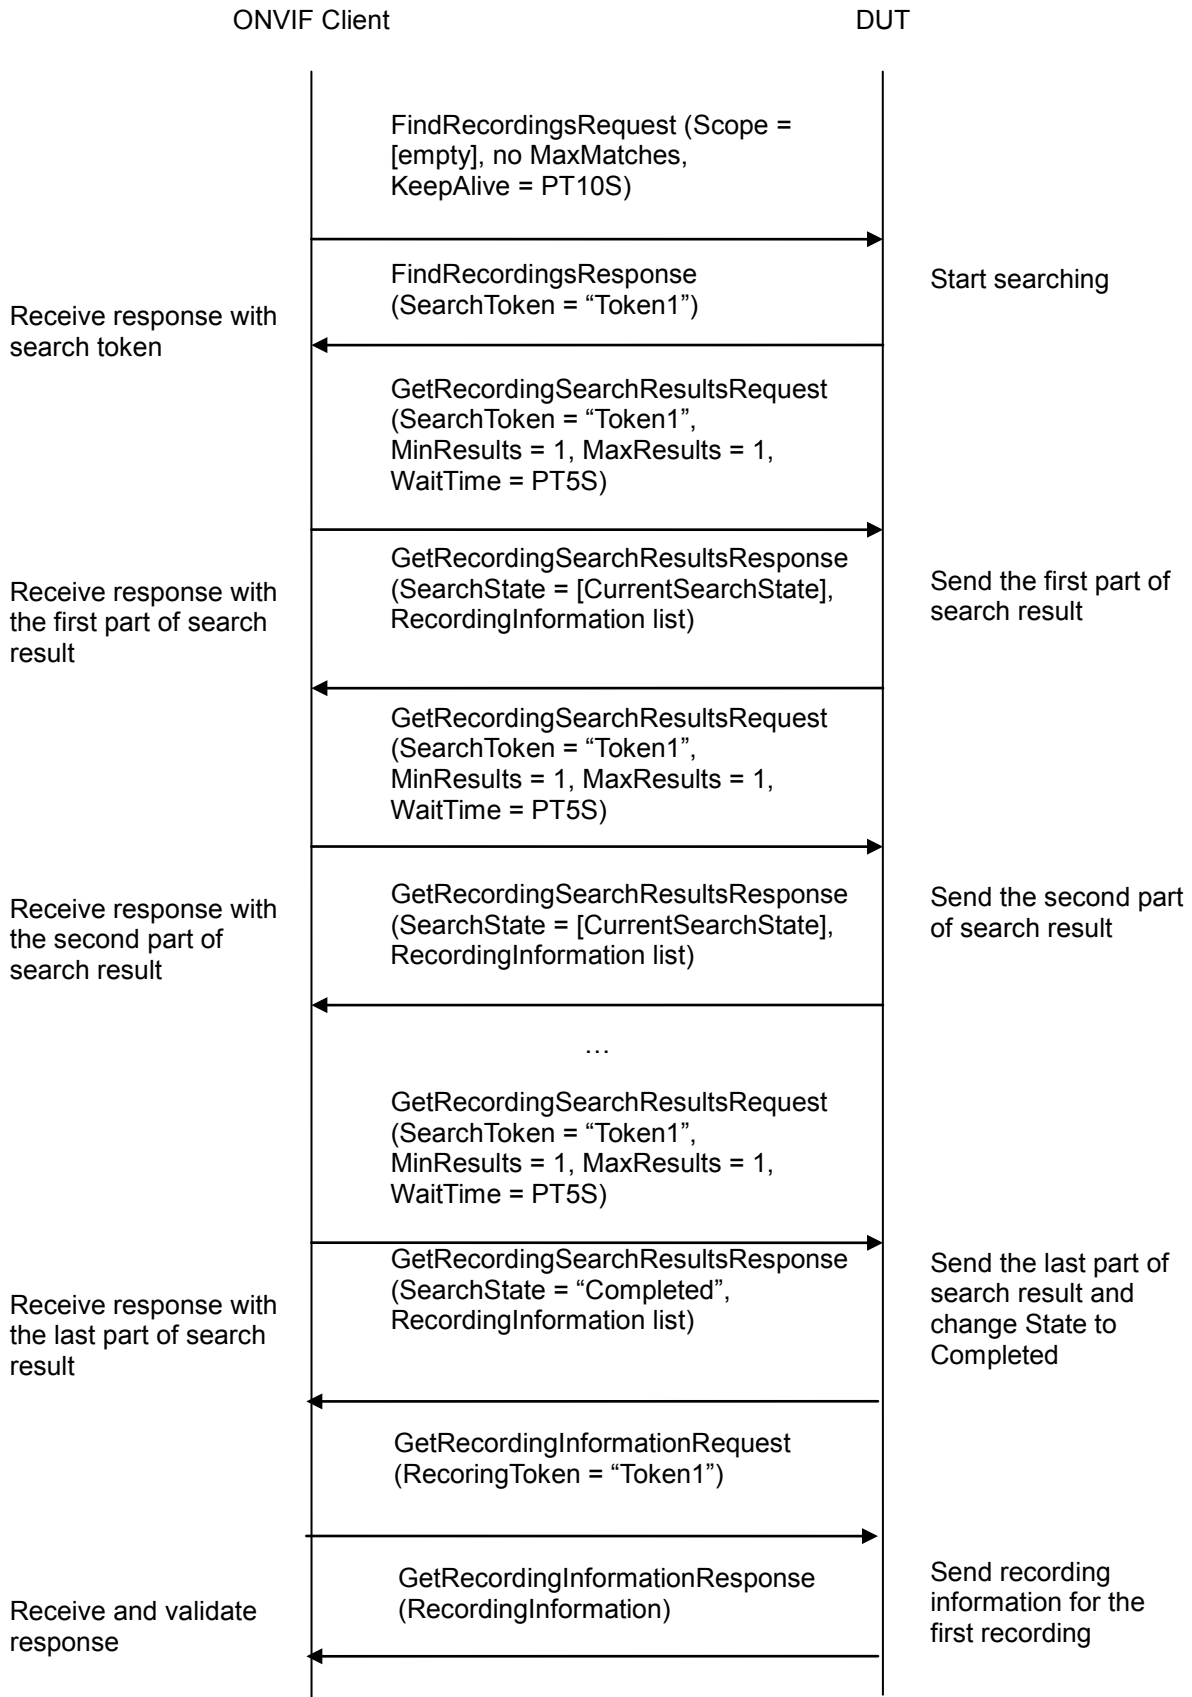 ONVIF Client
DUT
FindRecordingsRequest (Scope =
[empty], no MaxMatches,
KeepAlive = PT10S)
FindRecordingsResponse
(SearchToken = “Token1”)
Start searching
Receive response with
search token
GetRecordingSearchResultsRequest
(SearchToken = “Token1”,
MinResults = 1, MaxResults = 1,
WaitTime = PT5S)
GetRecordingSearchResultsResponse
(SearchState = [CurrentSearchState],
RecordingInformation list)
Send the first part of
search result
Receive response with
the first part of search
result
GetRecordingSearchResultsRequest
(SearchToken = “Token1”,
MinResults = 1, MaxResults = 1,
WaitTime = PT5S)
GetRecordingSearchResultsResponse
(SearchState = [CurrentSearchState],
RecordingInformation list)
Send the second part
of search result
Receive response with
the second part of
search result
…
GetRecordingSearchResultsRequest
(SearchToken = “Token1”,
MinResults = 1, MaxResults = 1,
WaitTime = PT5S)
GetRecordingSearchResultsResponse
(SearchState = “Completed”,
RecordingInformation list)
Send the last part of
search result and
change State to
Completed
Receive response with
the last part of search
result
GetRecordingInformationRequest
(RecoringToken = “Token1”)
GetRecordingInformationResponse
(RecordingInformation)
Send recording
information for the
first recording
Receive and validate
response